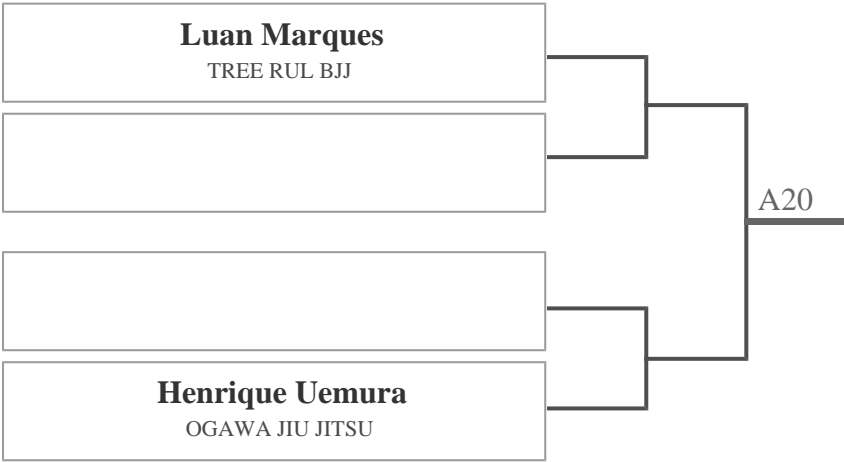 Luan Marques
TREE RUL BJJ
A20
Henrique Uemura
OGAWA JIU JITSU